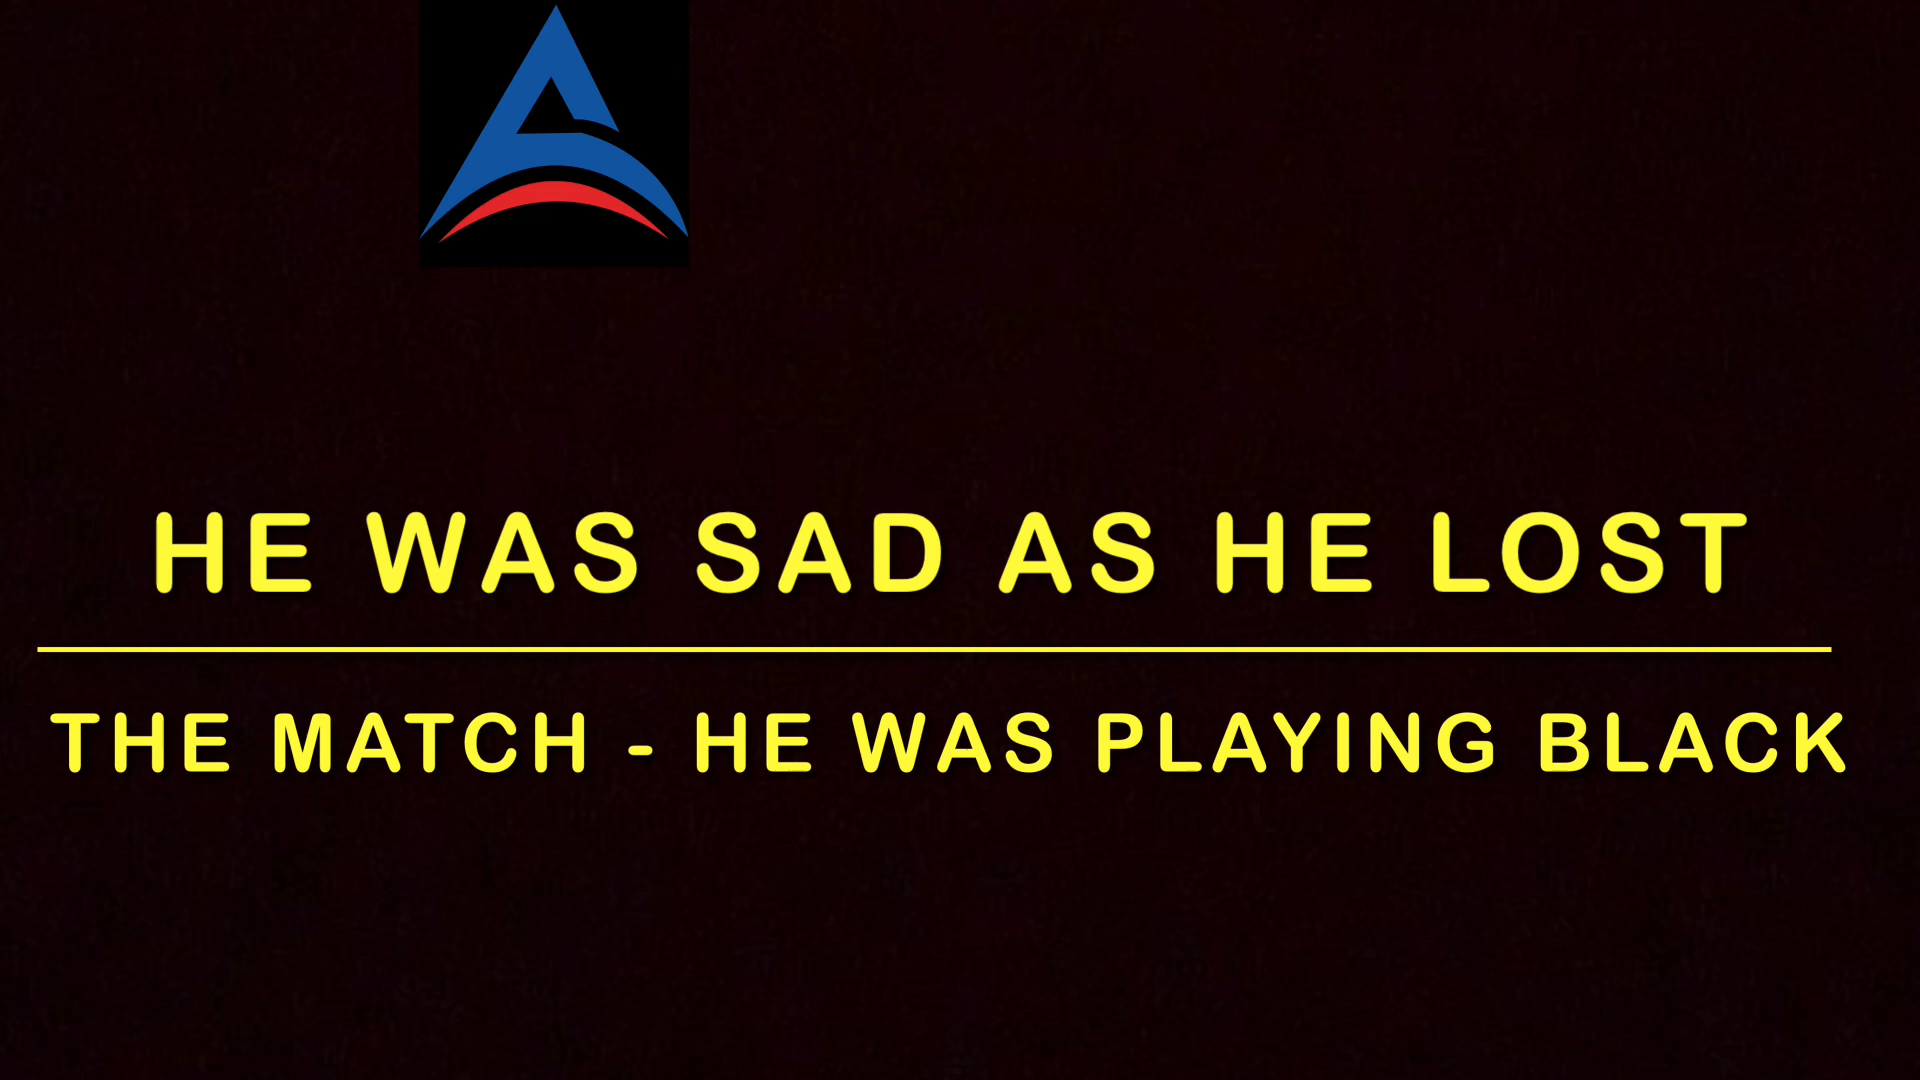 HE WAS SAD AS HE LOST
THE MATCH - HE WAS PLAYING BLACK